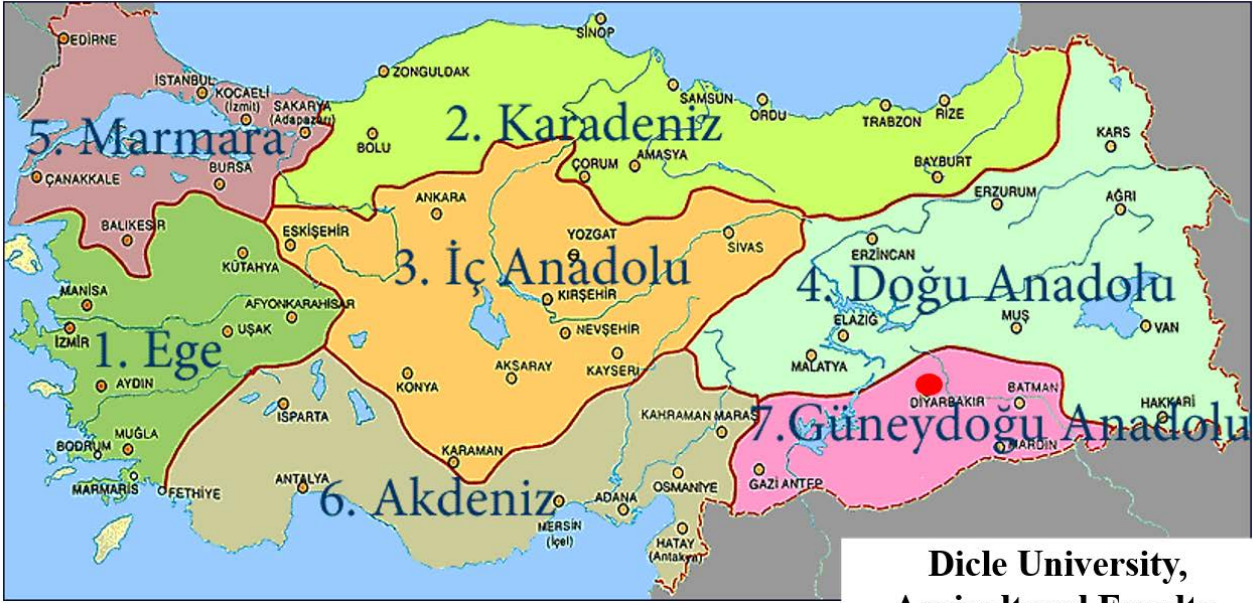 EDİRNE
SİNOP
ZONGULDAK
İSTANBUL
KOCAELİ
(İzmit)
SAKARYA
(Adapazarı)
SAMSUN
ORDU
TRABZON
RİZE
KARS
5. Marmara
2. Karadeniz
BOLU
ÇORUM
AMASYA
BAYBURT
ÇANAKKALE
BURSA
ANKARA
ERZURUM
AĞRI
BALIKESİR
ESKİŞEHİR
YOZGAT
SIVAS
ERZİNCAN
KÜTAHYA
3. İç Anadolu
4. Doğu Anadolu
MANİSA
AFYONKARAHİSAR
KIRŞEHİR
İZMİR
UŞAK
NEVŞEHİR
ELAZIĞ
MUŞ
VAN
1. Ege
KAYSERİ
MALATYA
AYDIN
KONYA
AKSARAY
DİYARBAKIR
BATMAN
HAKKARİ
ISPARTA
KAHRAMAN MARAŞ
7.Güneydoğu Anadolu
BODRUM
MUĞLA
KARAMAN
MARDİN
MARMARİS
FETHİYE
ANTALYA
6. Akdeniz
ADANA
OSMANİYE
GAZİ ANTEP
MERSİN
(İçel)
HATAY
(Antakya)
Dicle University,